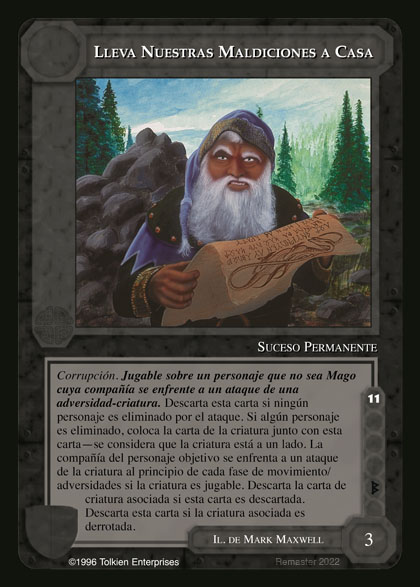 Lleva Nuestras Maldiciones a Casa
Suceso Permanente
Corrupción. Jugable sobre un personaje que no sea Mago
cuya compañía se enfrente a un ataque de una
adversidad-criatura. Descarta esta carta si ningún
personaje es eliminado por el ataque. Si algún personaje
es eliminado, coloca la carta de la criatura junto con esta
carta—se considera que la criatura está a un lado. La
compañía del personaje objetivo se enfrenta a un ataque
de la criatura al principio de cada fase de movimiento/
adversidades si la criatura es jugable. Descarta la carta de
criatura asociada si esta carta es descartada.
Descarta esta carta si la criatura asociada es
derrotada.
11
Il. de Mark Maxwell
3
©1996 Tolkien Enterprises
Remaster 2022